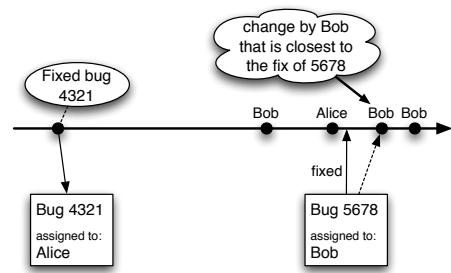 change by Bob
that is closest to
the fix of 5678
Fixed bug
4321
Bob
Alice
Bob
Bob
fixed
Bug 4321
assigned to:
Alice
Bug 5678
assigned to:
Bob